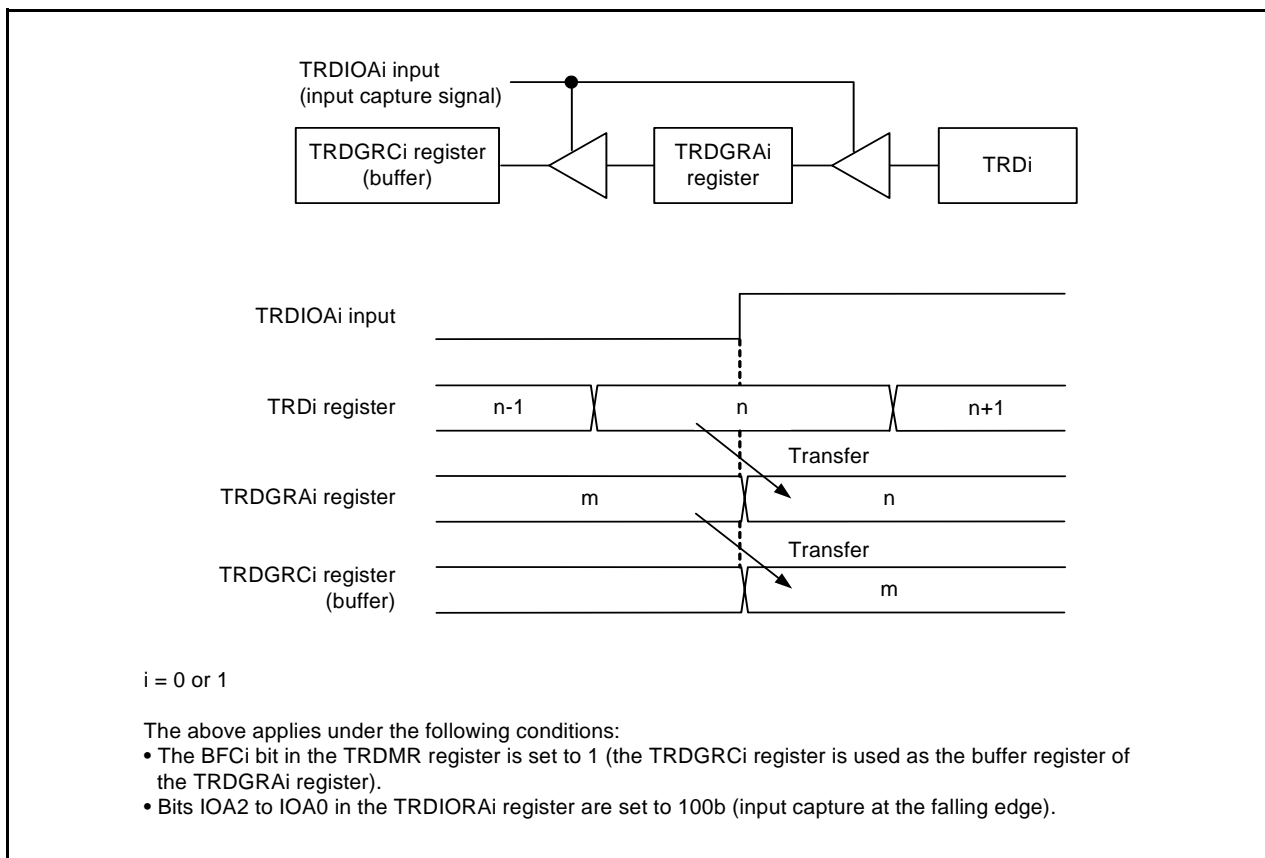 TRDIOAi input
(input capture signal)
TRDGRCi register
(buffer)
TRDGRAi
register
TRDi
TRDIOAi input
TRDi register
n-1
n
n+1
Transfer
TRDGRAi register
m
n
Transfer
TRDGRCi register
(buffer)
m
i = 0 or 1
The above applies under the following conditions:
• The BFCi bit in the TRDMR register is set to 1 (the TRDGRCi register is used as the buffer register of
the TRDGRAi register).
• Bits IOA2 to IOA0 in the TRDIORAi register are set to 100b (input capture at the falling edge).